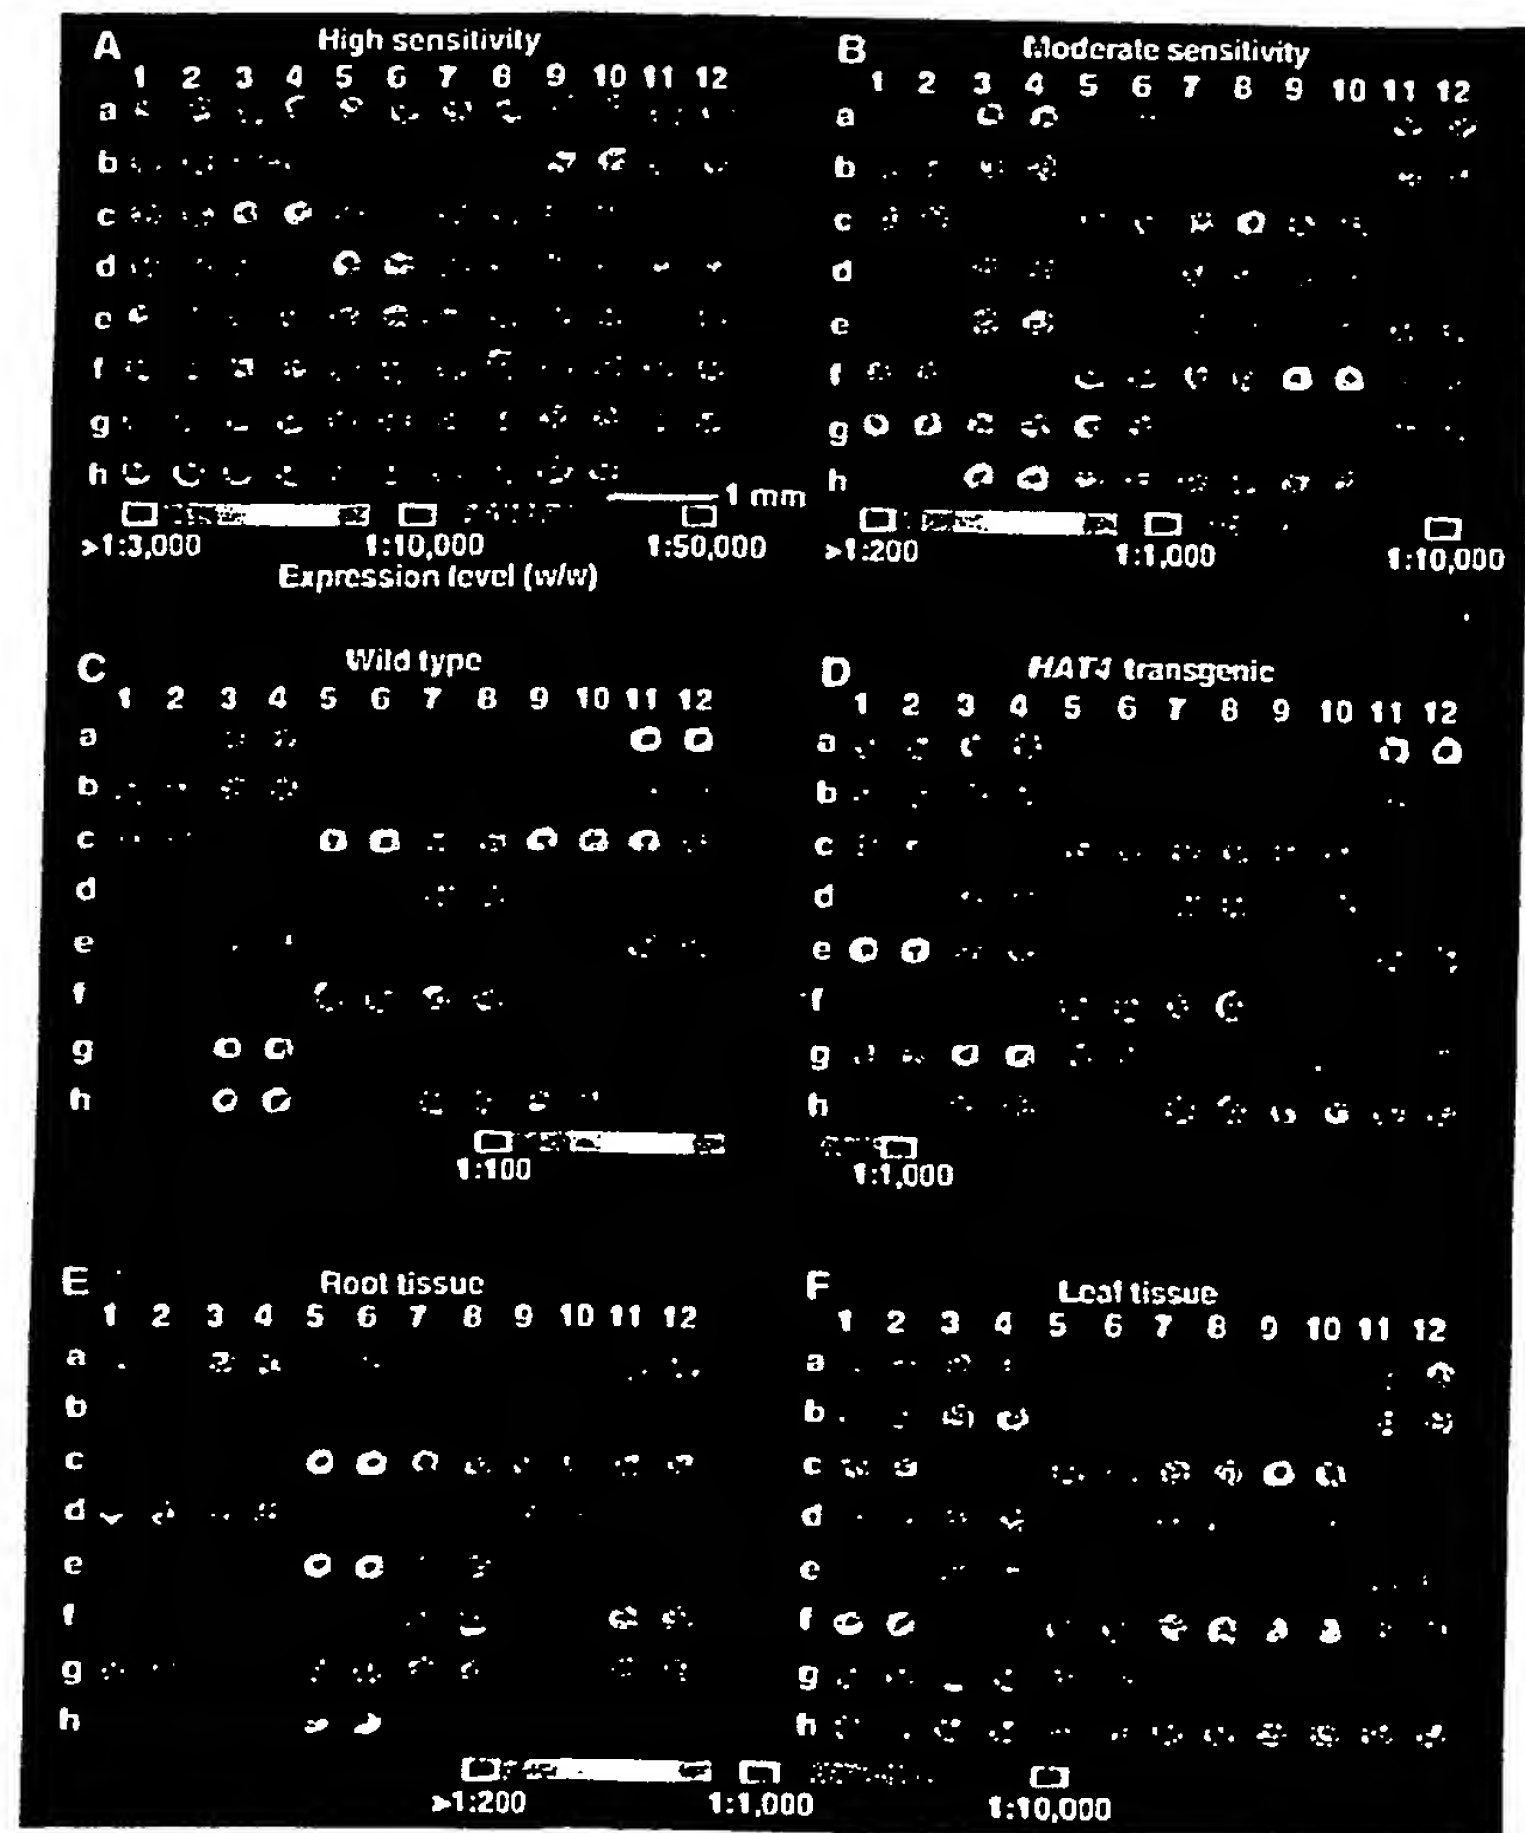 A High sensitivity
1 2 3 4 5 6 7 8 9 10 11 12
a
b
c
d
e
f
g
h
1 mm
>1:3,000 1:10,000 1:50,000
Expression level (w/w)
B Moderate sensitivity
1 2 3 4 5 6 7 8 9 10 11 12
a
b
c
d
e
f
g
h
>1:200 1:1,000 1:10,000
C Wild type
1 2 3 4 5 6 7 8 9 10 11 12
a
b
c
d
e
f
g
h
D HAT4 transgenic
1 2 3 4 5 6 7 8 9 10 11 12
a
b
c
d
e
f
g
h
1:100 1:1,000
E Root tissue
1 2 3 4 5 6 7 8 9 10 11 12
a
b
c
d
e
f
g
h
F Leaf tissue
1 2 3 4 5 6 7 8 9 10 11 12
a
b
c
d
e
f
g
h
>1:200 1:1,000 1:10,000